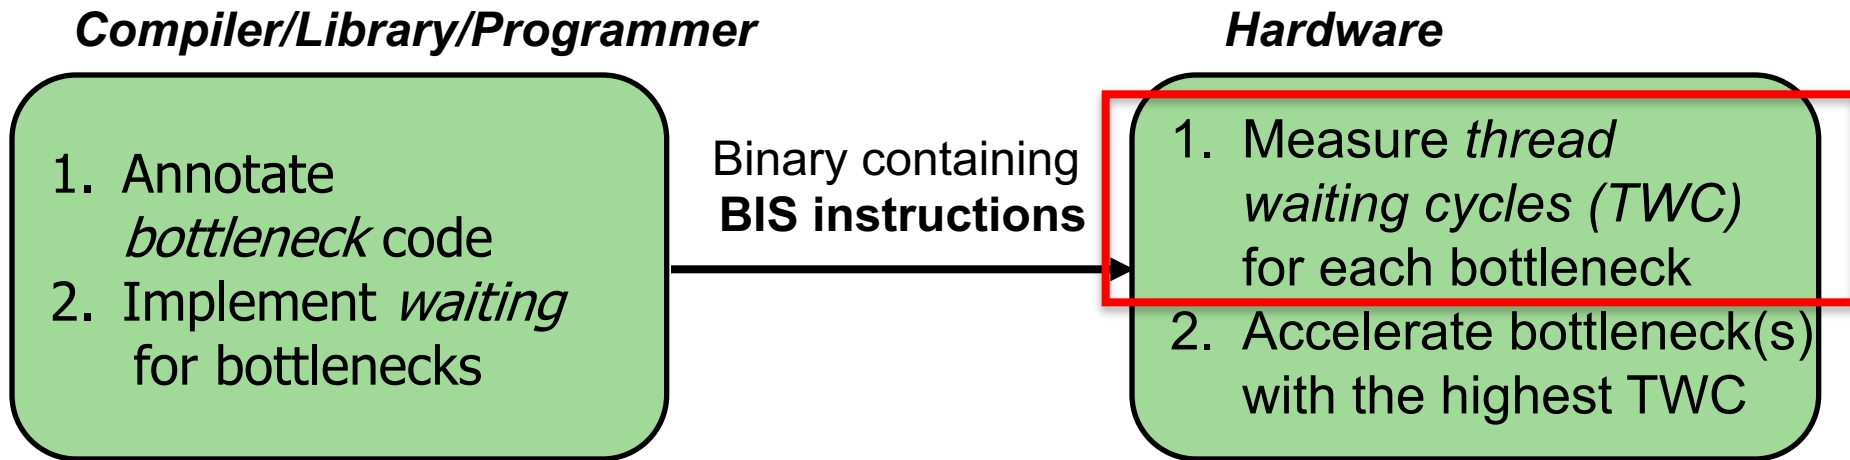 Compiler/Library/Programmer
1. Annotate
bottleneck code
2. Implement waiting
for bottlenecks
Binary containing
BIS instructions
Hardware
1. Measure thread
waiting cycles (TWC)
for each bottleneck
2. Accelerate bottleneck(s)
with the highest TWC